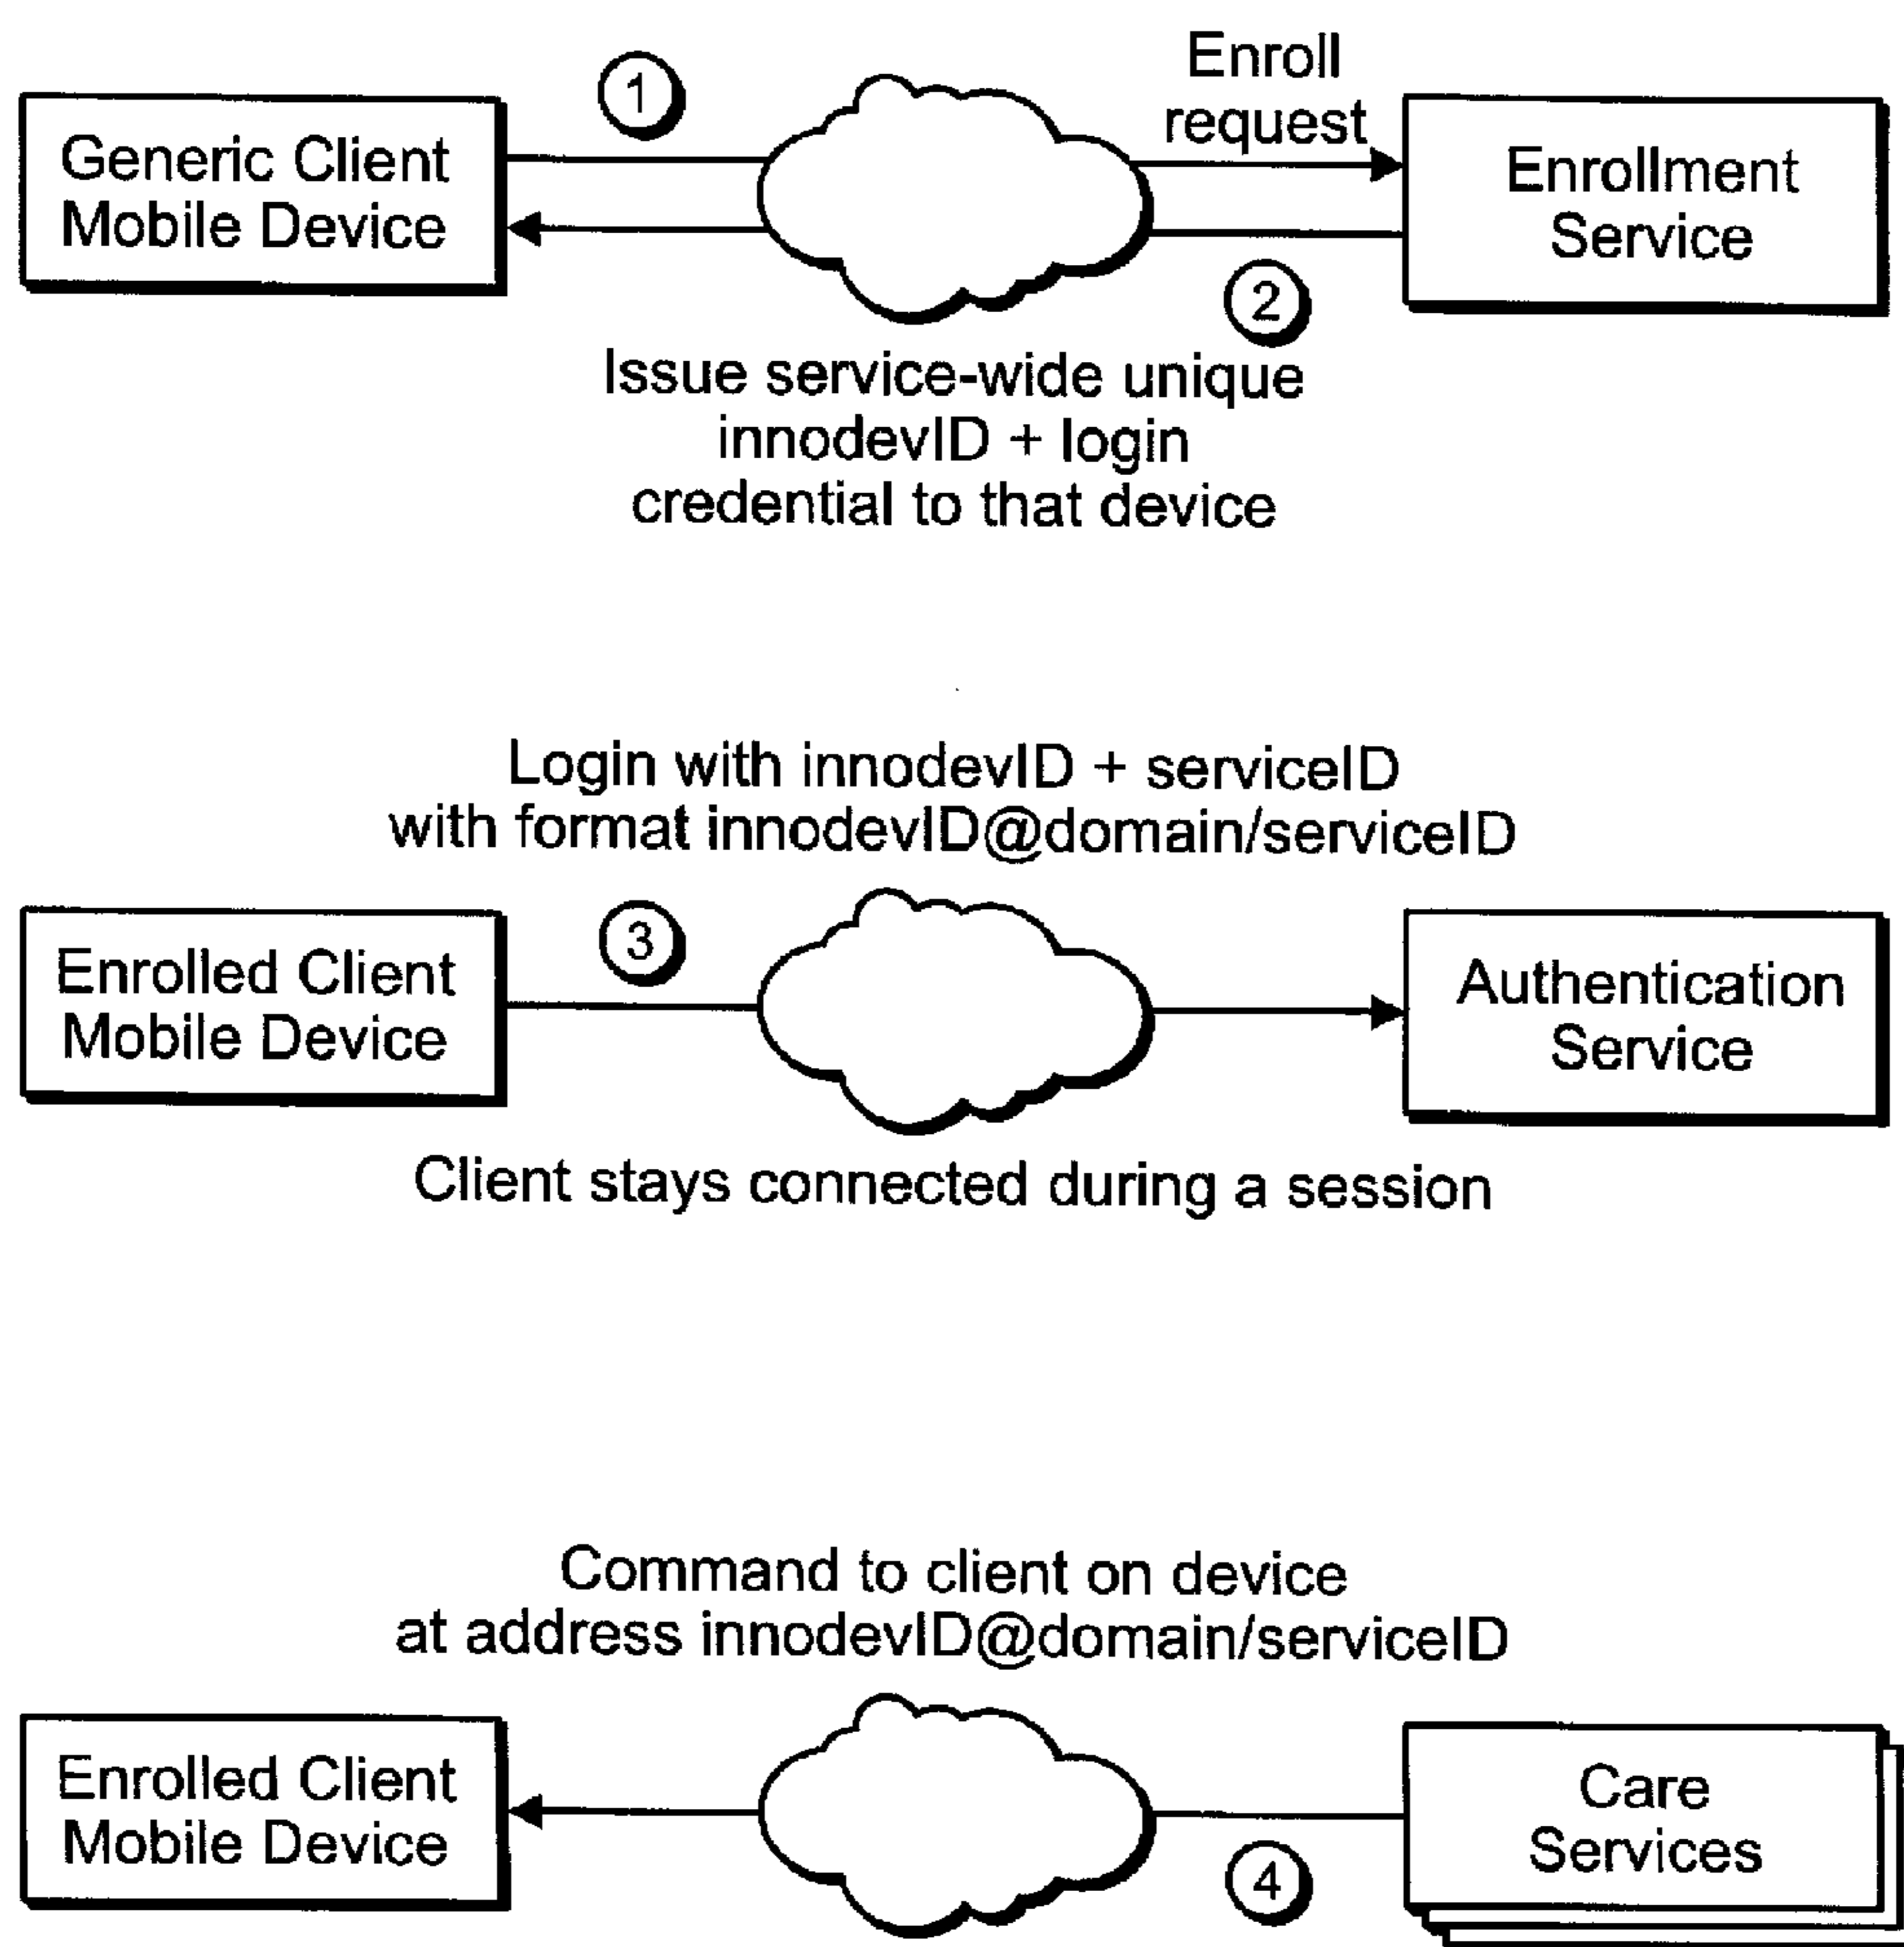 1
Enroll
request
Generic Client
Mobile Device
Enrollment
Service
2
Issue service-wide unique
innodevID + login
credential to that device
Login with innodevID + serviceID
with format innodevID@domain/serviceID
3
Enrolled Client
Mobile Device
Authentication
Service
Client stays connected during a session
Command to client on device
at address innodevID@domain/serviceID
Enrolled Client
Mobile Device
Care
Services
4